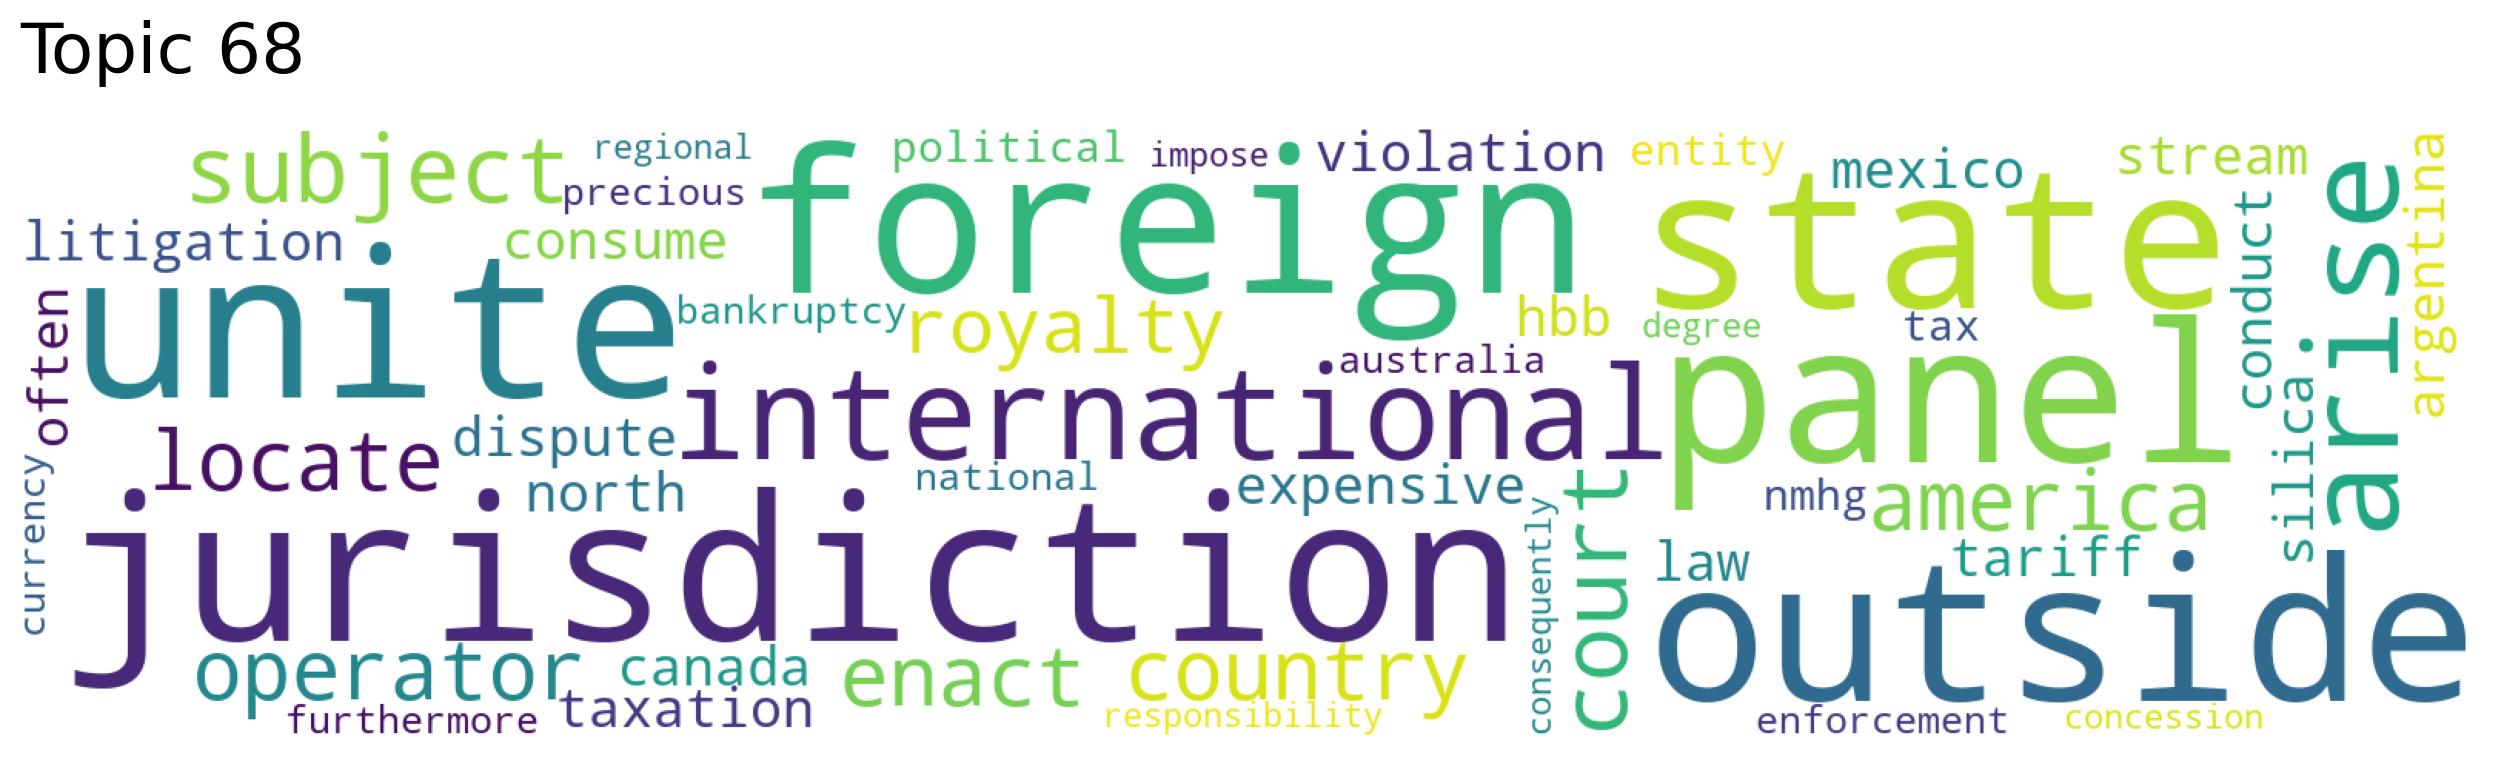 Topic 68
subject
regional
precious
political
impose
violation
entity
mexico
stream
argentina
litigation
consume
foreign
state
conduct
arise
often
unite
bankruptcy
royalty
hbb
degree
tax
australia
international
panel
silica
locate
dispute
north
national
expensive
nmhg
america
currency
jurisdiction
consequently
court
law
tariff
outside
operator
canada
enact
country
furthermore
taxation
responsibility
enforcement
concession